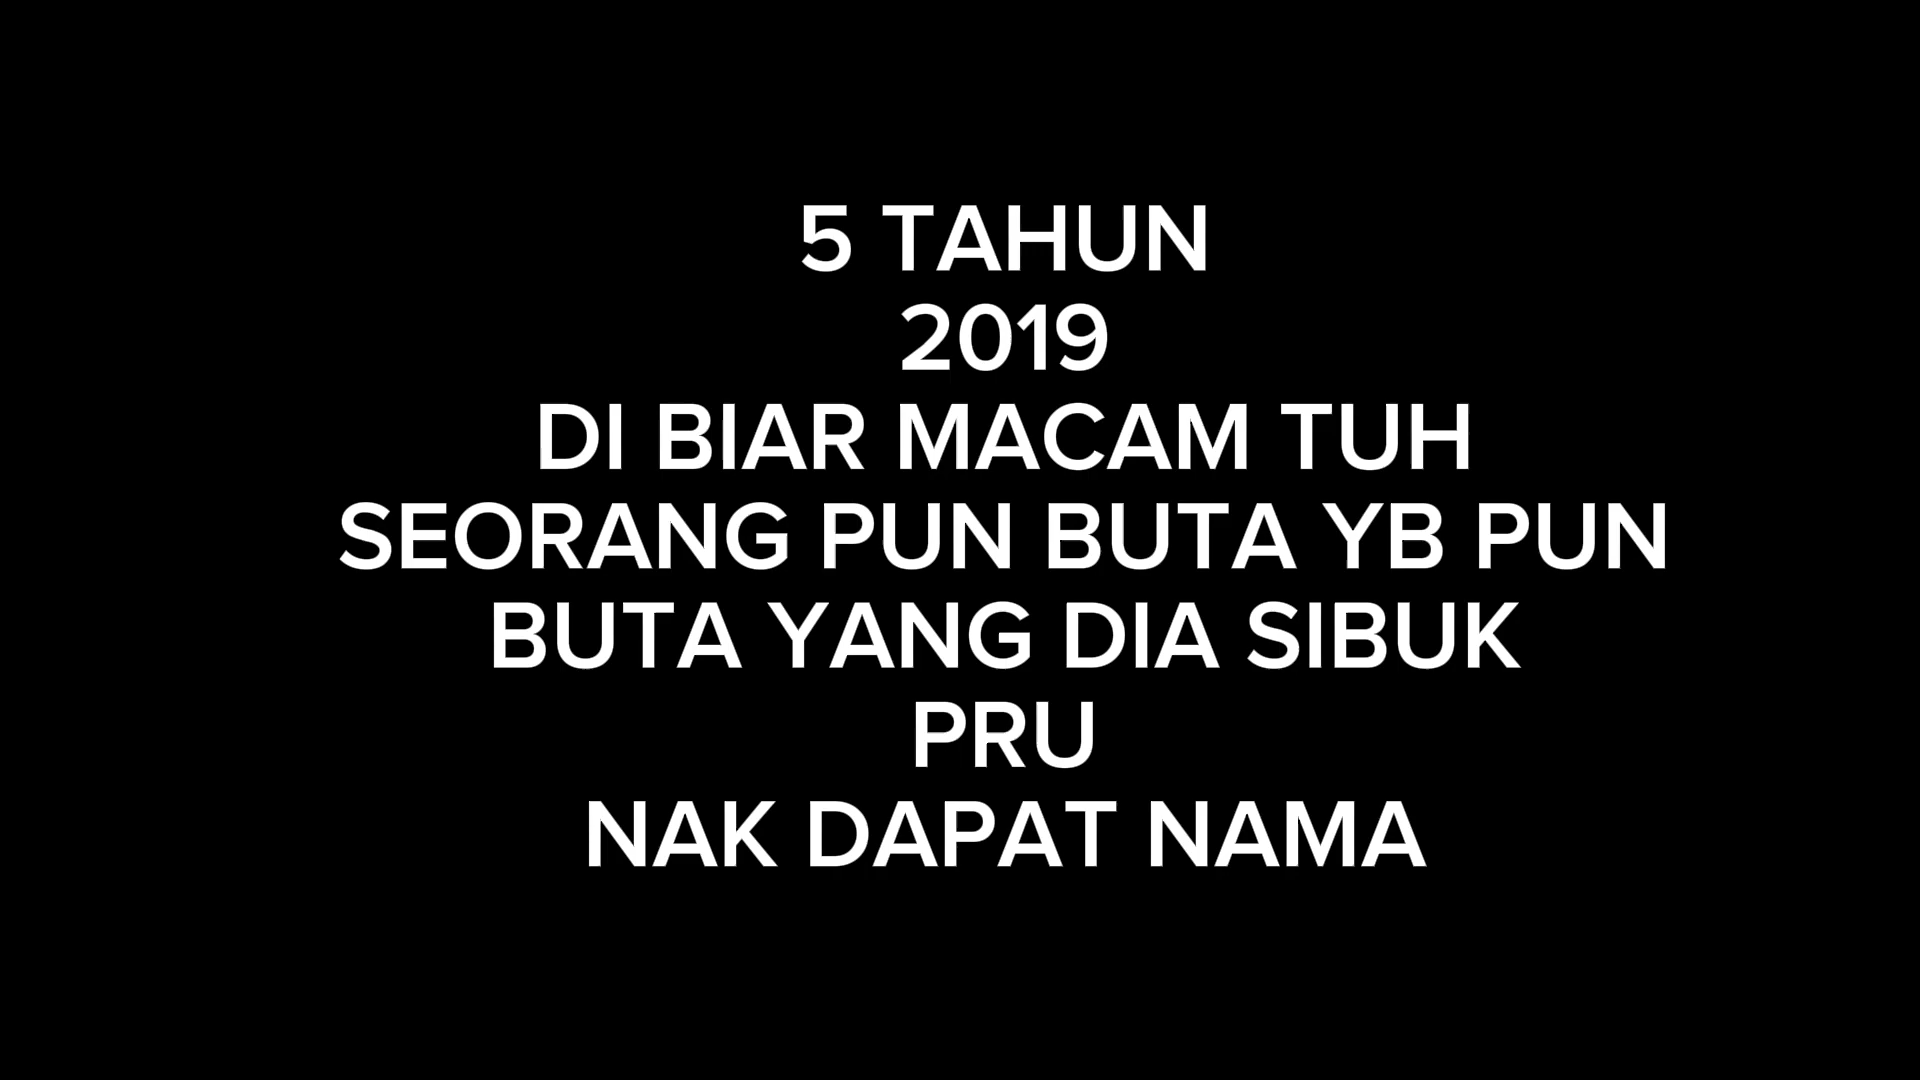 5 TAHUN
2019
DI BIAR MACAM TUH
SEORANG PUN BUTA YB PUN
BUTA YANG DIA SIBUK
PRU
NAK DAPAT NAMA